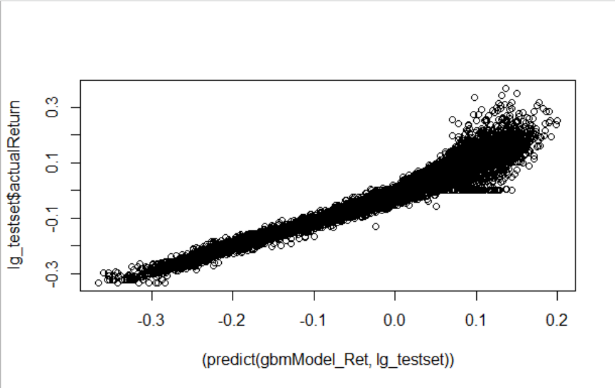 lg_testset$actualReturn
0.3
0.1
-0.1
-0.3
-0.3 -0.2 -0.1 0.0 0.1 0.2
(predict(gbmModel_Ret, lg_testset))